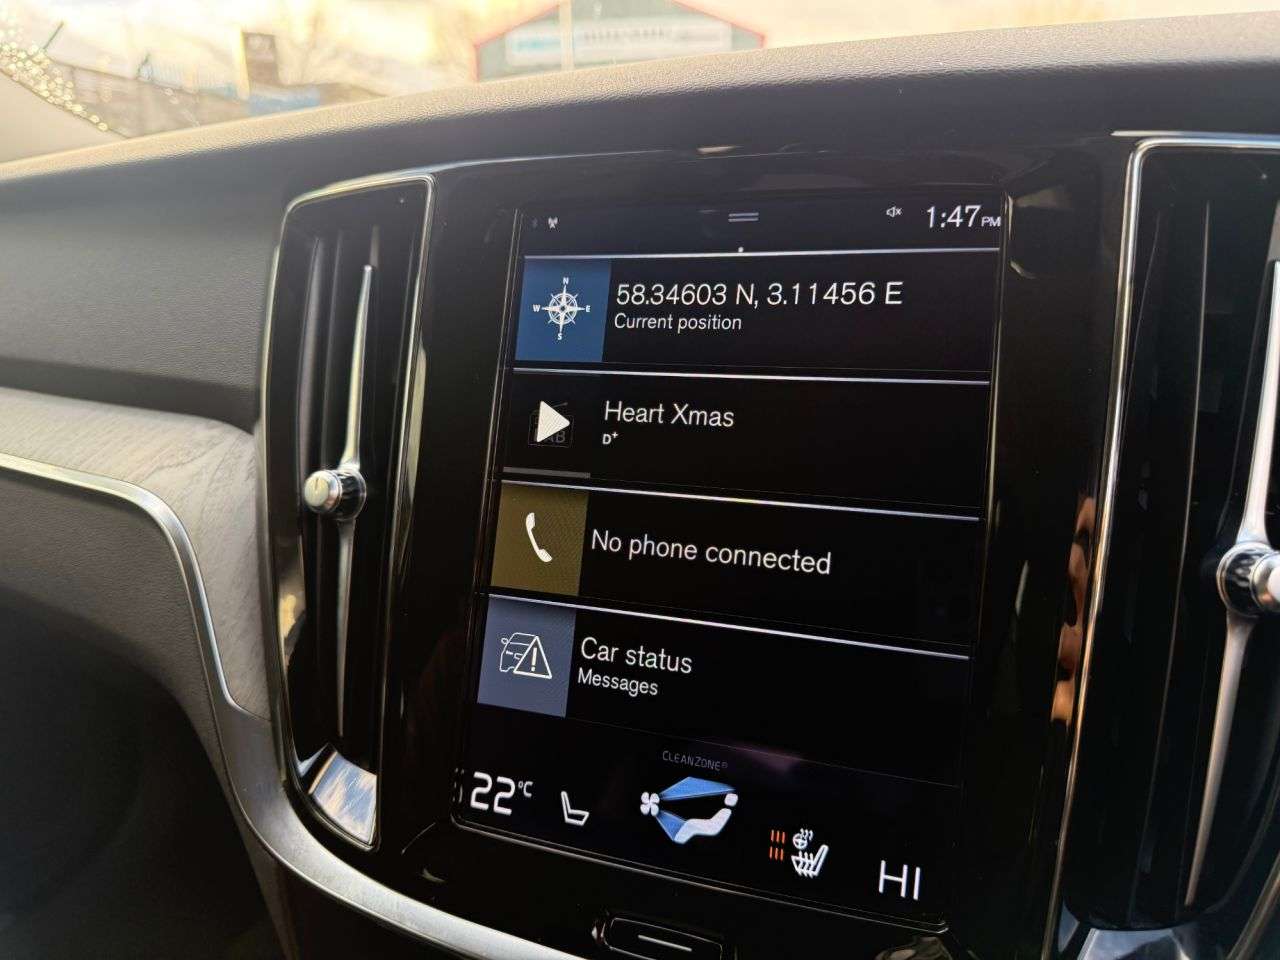 1:47PM
N
W E
S
58.34603 N, 3.11456 E
Current position
Heart Xmas
D+
No phone connected
Car status
Messages
CLEANZONE®
22°C
HI